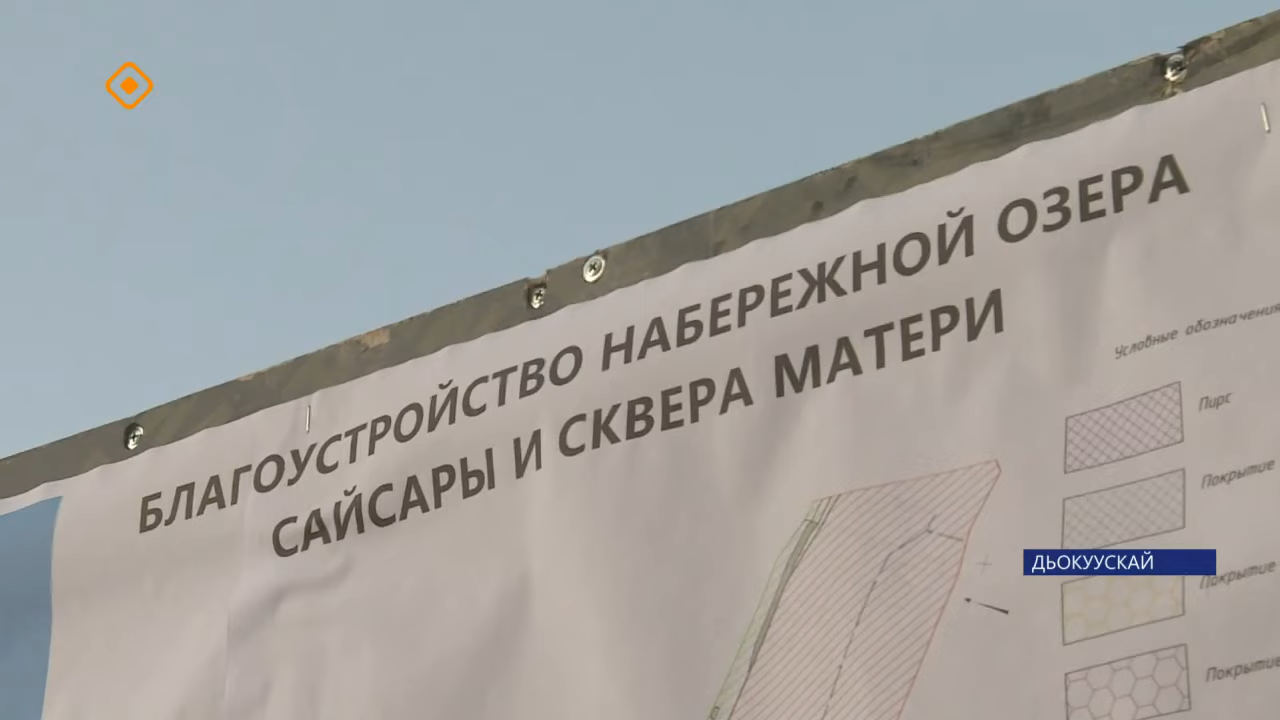 БЛАГОУСТРОЙСТВО НАБЕРЕЖНОЙ ОЗЕРА
САЙСАРЫ И СКВЕРА МАТЕРИ
Условные обозначения
Пирс
Покрытие
ДЬОКУУСКАЙ
Покрытие
Покрытие